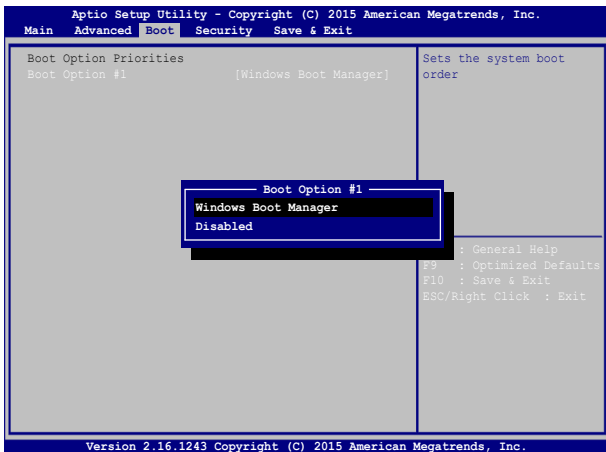 Aptio Setup Utility - Copyright (C) 2015 American Megatrends, Inc.
Main Advanced Boot Security Save & Exit
Boot Option Priorities
Boot Option #1 [Windows Boot Manager]
Sets the system boot
order
Boot Option #1
Windows Boot Manager
Disabled
: General Help
F9 : Optimized Defaults
F10 : Save & Exit
ESC/Right Click : Exit
Version 2.16.1243 Copyright (C) 2015 American Megatrends, Inc.